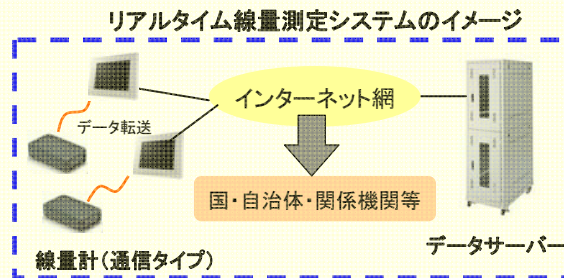 リアルタイム線量測定システムのイメージ
インターネット網
データ転送
国・自治体・関係機関等
線量計（通信タイプ）
データサーバー